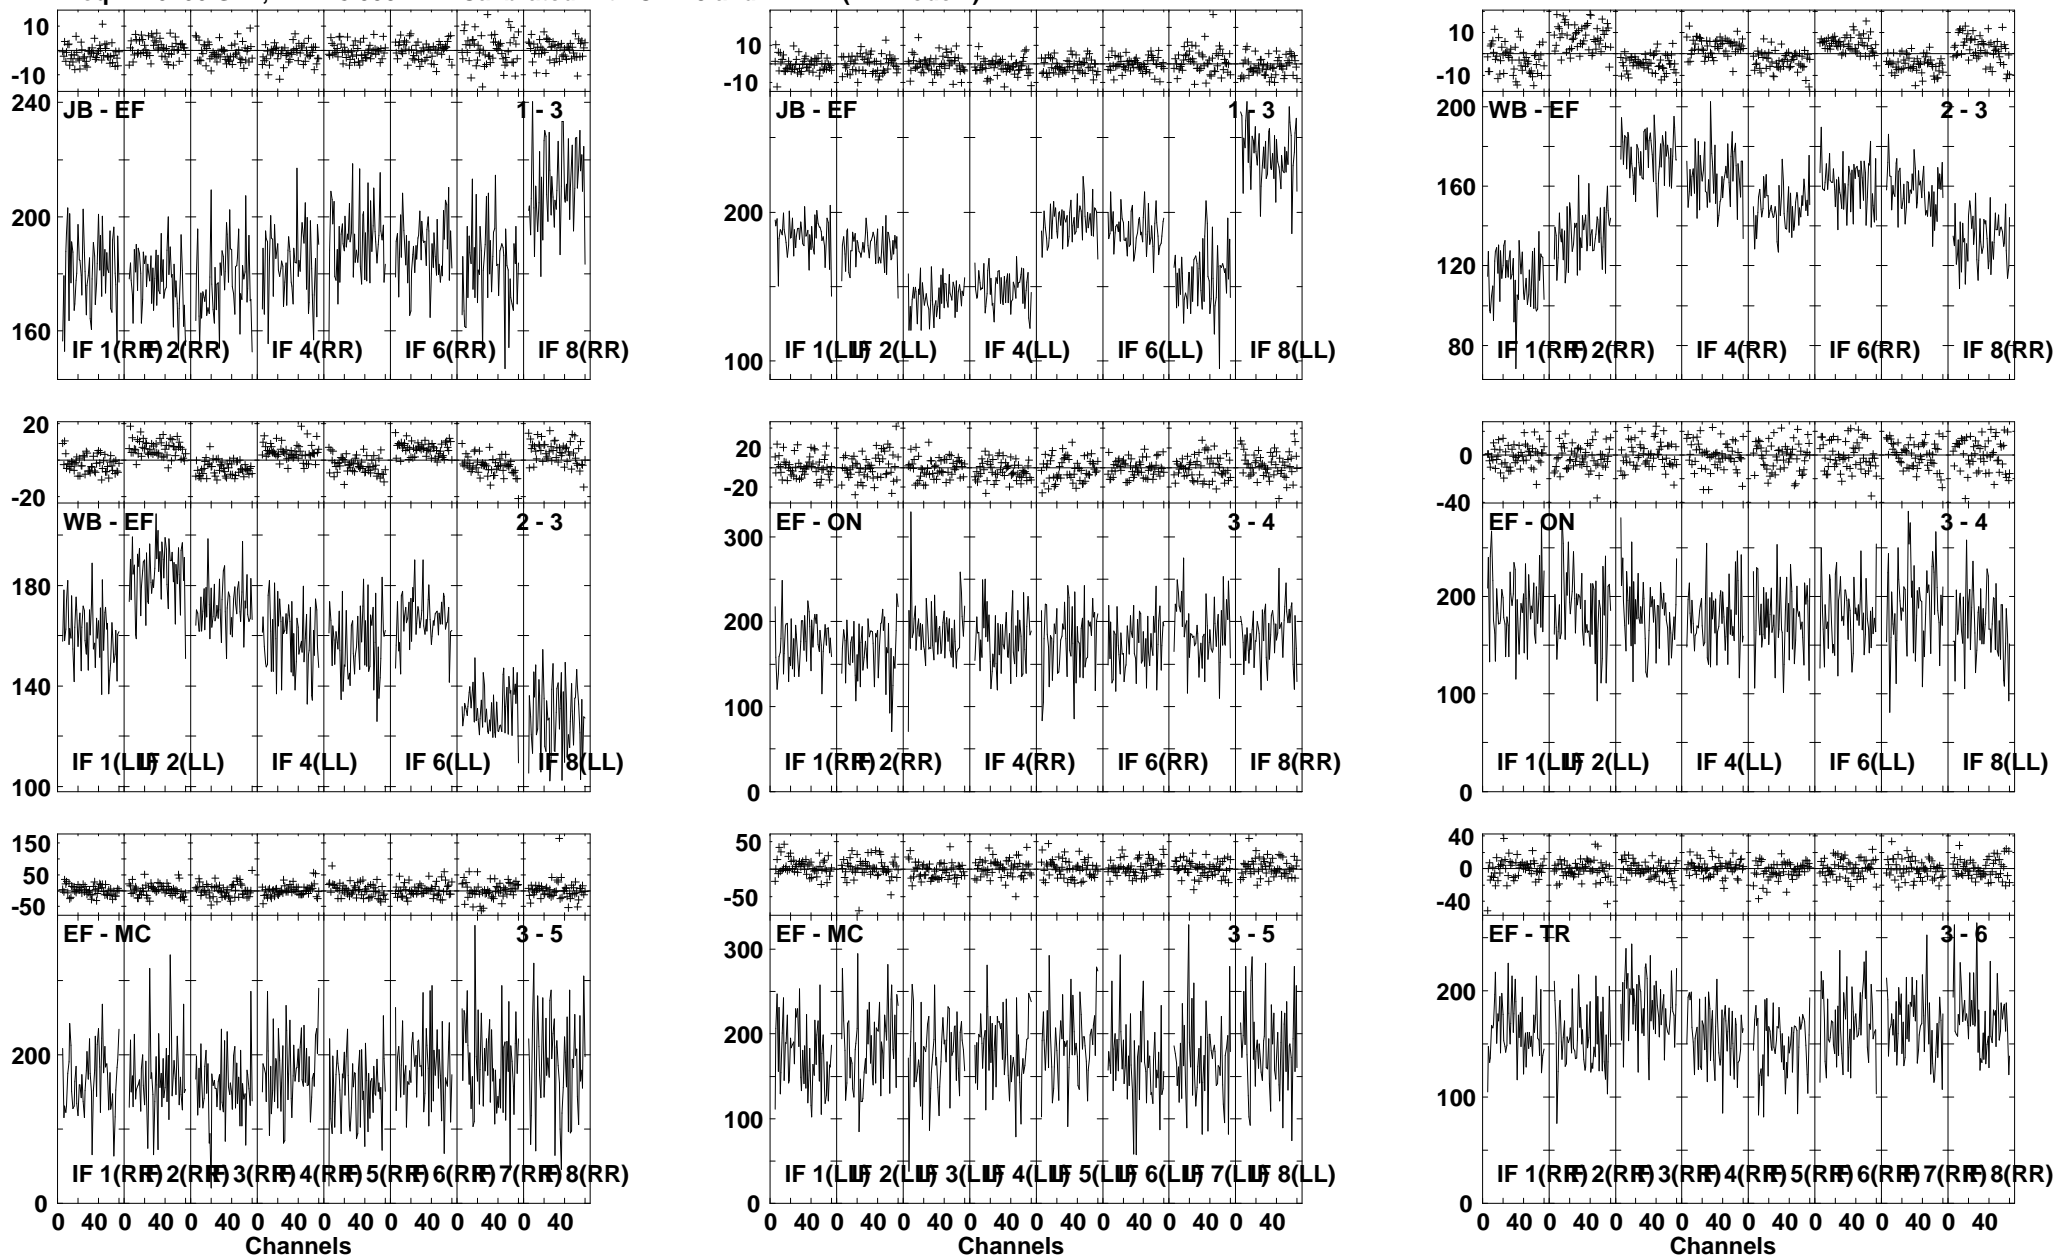 10
-10
240
200
160
JB - EF
1 - 3
IF 1(RR)
IF 2(RR)
IF 4(RR)
IF 6(RR)
IF 8(RR)
10
-10
200
100
JB - EF
1 - 3
IF 1(LL)
IF 2(LL)
IF 4(LL)
IF 6(LL)
IF 8(LL)
10
-10
200
160
120
80
WB - EF
2 - 3
IF 1(RR)
IF 2(RR)
IF 4(RR)
IF 6(RR)
IF 8(RR)
20
-20
180
140
100
WB - EF
2 - 3
IF 1(LL)
IF 2(LL)
IF 4(LL)
IF 6(LL)
IF 8(LL)
20
-20
300
200
100
0
EF - ON
3 - 4
IF 1(RR)
IF 2(RR)
IF 4(RR)
IF 6(RR)
IF 8(RR)
0
-40
200
100
0
EF - ON
3 - 4
IF 1(LL)
IF 2(LL)
IF 4(LL)
IF 6(LL)
IF 8(LL)
150
50
-50
200
0
EF - MC
3 - 5
IF 1(RR)
IF 2(RR)
IF 3(RR)
IF 4(RR)
IF 5(RR)
IF 6(RR)
IF 7(RR)
IF 8(RR)
0 40 0 40 0 40 0 40 0 40 0 40 0 40 0 40
Channels
50
-50
300
200
100
0
EF - MC
3 - 5
IF 1(LL)
IF 2(LL)
IF 3(LL)
IF 4(LL)
IF 5(LL)
IF 6(LL)
IF 7(LL)
IF 8(LL)
0 40 0 40 0 40 0 40 0 40 0 40 0 40 0 40
Channels
40
0
-40
200
100
0
EF - TR
3 - 6
IF 1(RR)
IF 2(RR)
IF 3(RR)
IF 4(RR)
IF 5(RR)
IF 6(RR)
IF 7(RR)
IF 8(RR)
0 40 0 40 0 40 0 40 0 40 0 40 0 40 0 40
Channels